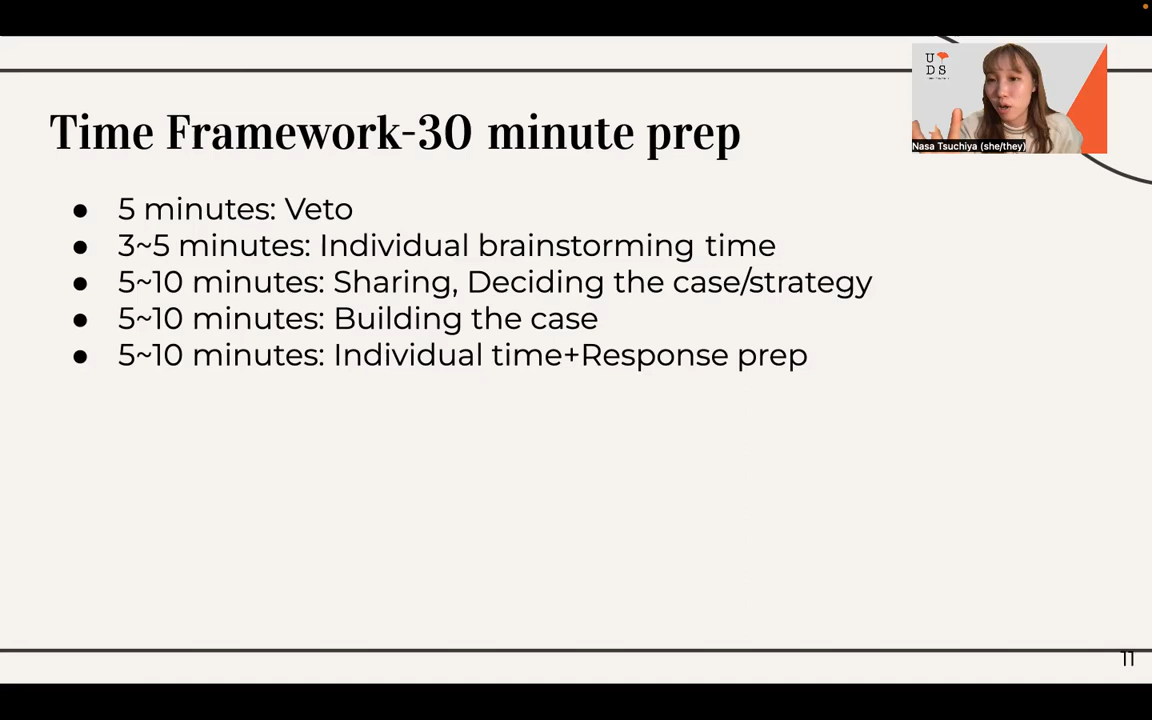 U
DS
Nasa Tsuchiya (she/they)
Time Framework-30 minute prep
● 5 minutes: Veto
● 3~5 minutes: Individual brainstorming time
● 5~10 minutes: Sharing, Deciding the case/strategy
● 5~10 minutes: Building the case
● 5~10 minutes: Individual time+Response prep
11